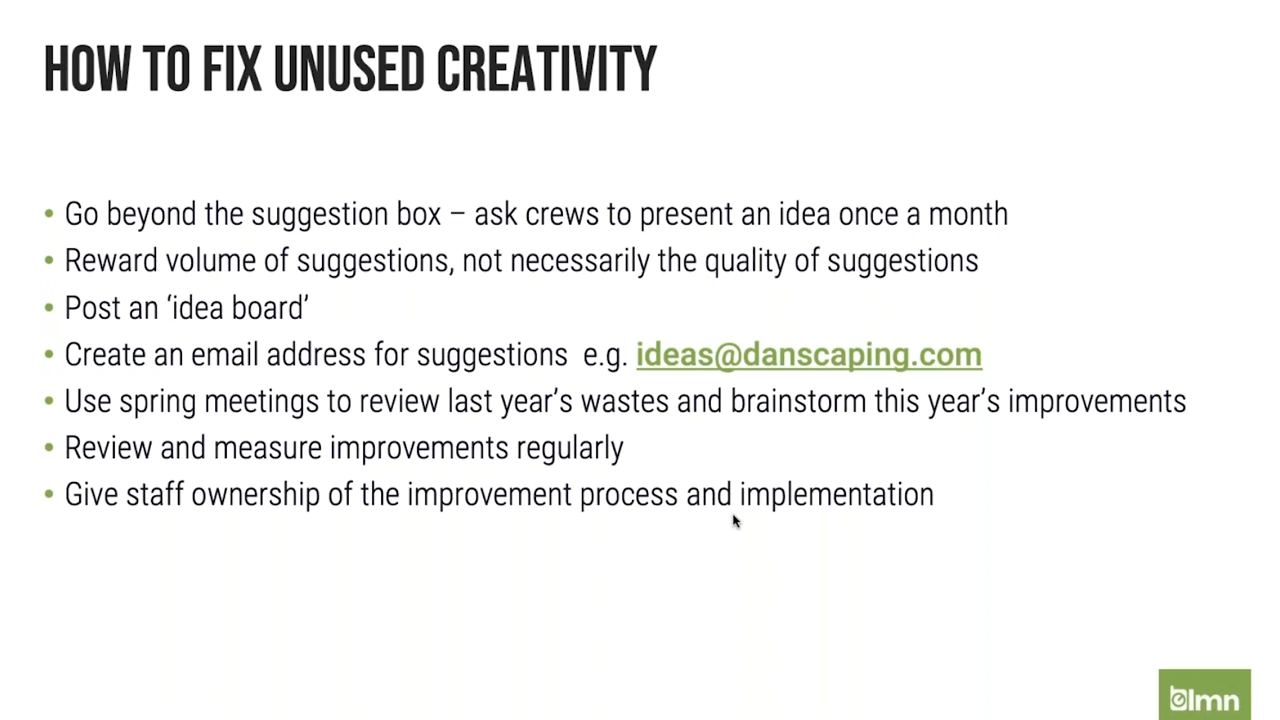 HOW TO FIX UNUSED CREATIVITY
• Go beyond the suggestion box – ask crews to present an idea once a month
• Reward volume of suggestions, not necessarily the quality of suggestions
• Post an ‘idea board’
• Create an email address for suggestions  e.g. ideas@danscaping.com
• Use spring meetings to review last year’s wastes and brainstorm this year’s improvements
• Review and measure improvements regularly
• Give staff ownership of the improvement process and implementation
lmn